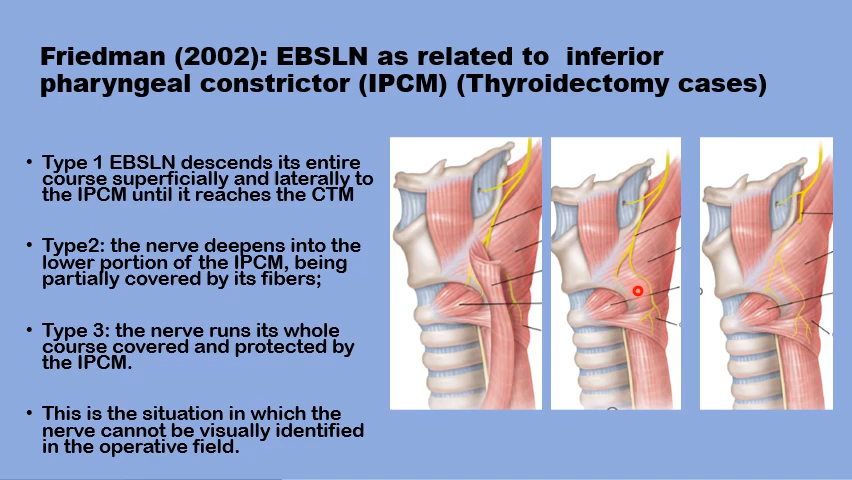 Friedman (2002): EBSLN as related to  inferior
pharyngeal constrictor (IPCM) (Thyroidectomy cases)
• Type 1 EBSLN descends its entire
course superficially and laterally to
the IPCM until it reaches the CTM
• Type2: the nerve deepens into the
lower portion of the IPCM, being
partially covered by its fibers;
• Type 3: the nerve runs its whole
course covered and protected by
the IPCM.
• This is the situation in which the
nerve cannot be visually identified
in the operative field.